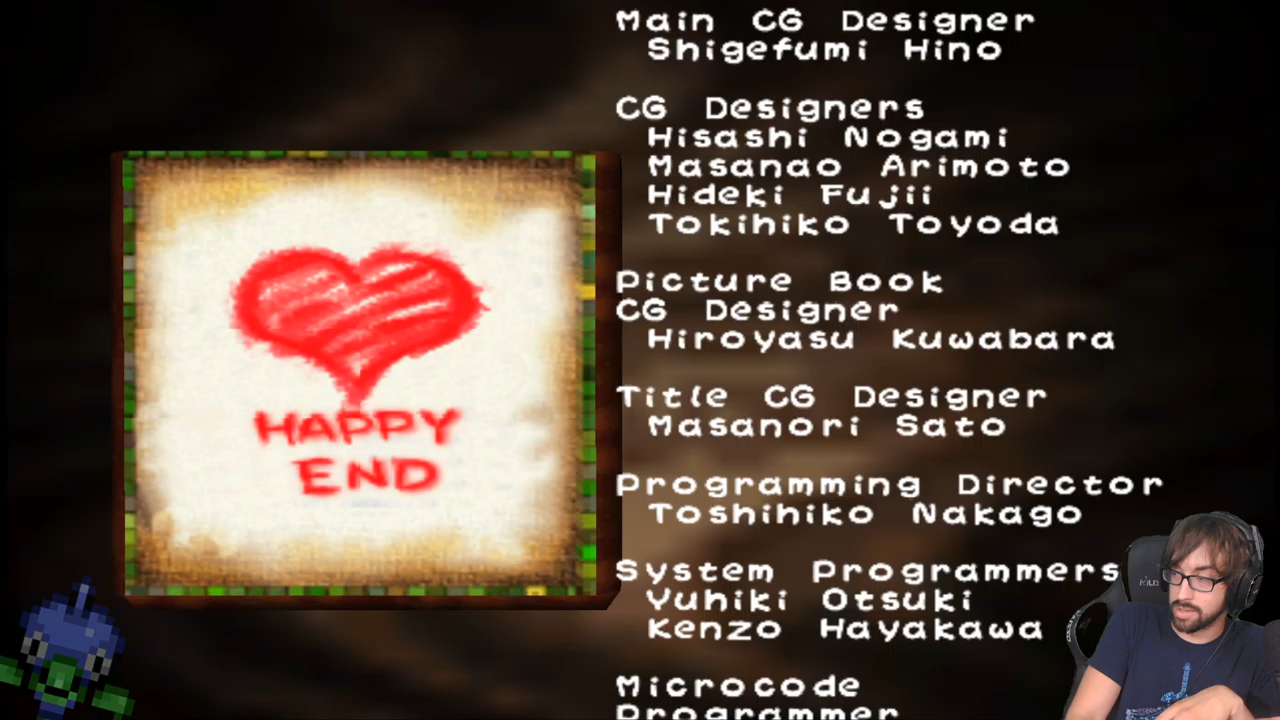 Main CG Designer
Shigefumi Hino
CG Designers
Hisashi Nogami
Masanao Arimoto
Hideki Fujii
Tokihiko Toyoda
Picture Book
CG Designer
Hiroyasu Kuwabara
Title CG Designer
Masanori Sato
Programming Director
Toshihiko Nakago
System Programmers
Yuhiki Otsuki
Kenzo Hayakawa
Microcode
Programmer
HAPPY
END